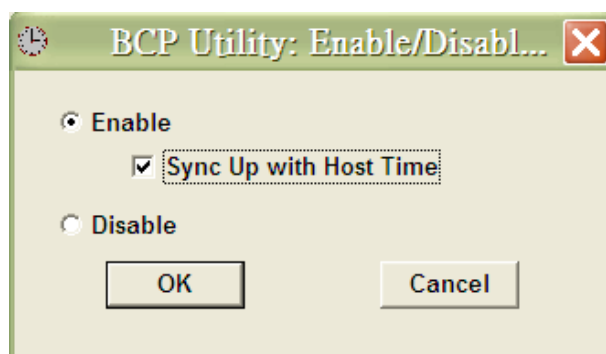 BCP Utility: Enable/Disabl...
Enable
Sync Up with Host Time
Disable
OK Cancel